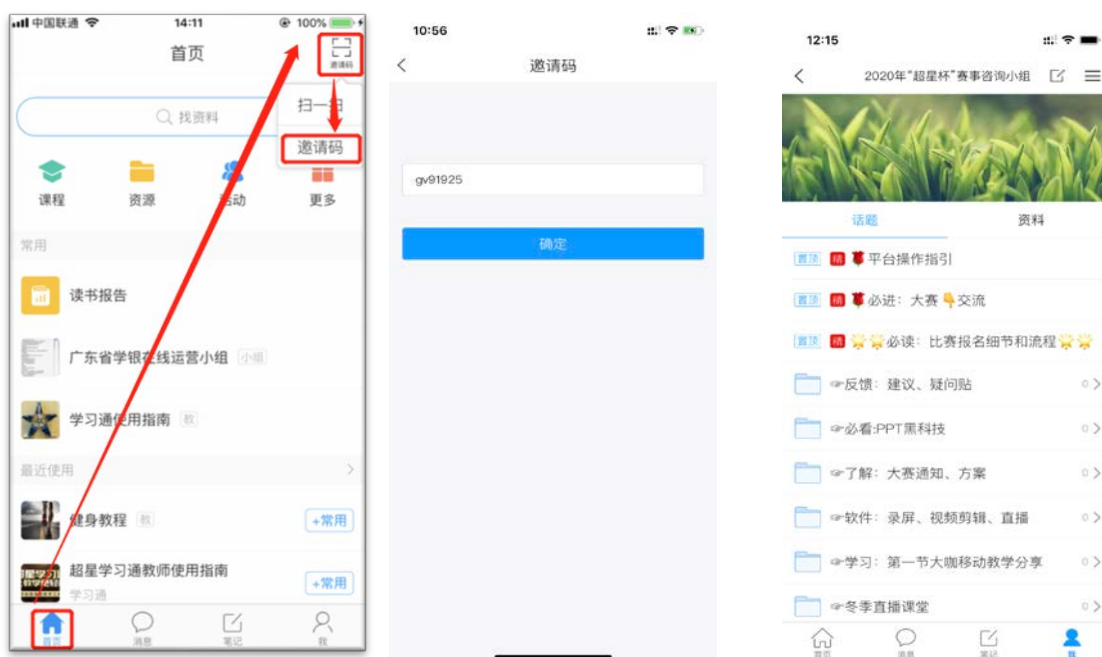 中国联通
14:11
100%
首页
邀请码
扫一扫
邀请码
找资料
课程
资源
活动
更多
常用
读书报告
广东省学银在线运营小组 小组
学习通使用指南 教
最近使用
健身教程 教
+常用
超星学习通教师使用指南
学习通
+常用
首页
消息
笔记
我
10:56
邀请码
gv91925
确定
12:15
2020年"超星杯"赛事咨询小组
话题
资料
置顶 精 平台操作指引
置顶 精 必进:大赛 交流
置顶 精 必读:比赛报名细节和流程
☞反馈:建议、疑问贴 0
☞必看:PPT黑科技 0
☞了解:大赛通知、方案 0
☞软件:录屏、视频剪辑、直播 0
☞学习:第一节大咖移动教学分享 0
☞冬季直播课堂 0
首页
消息
笔记
我